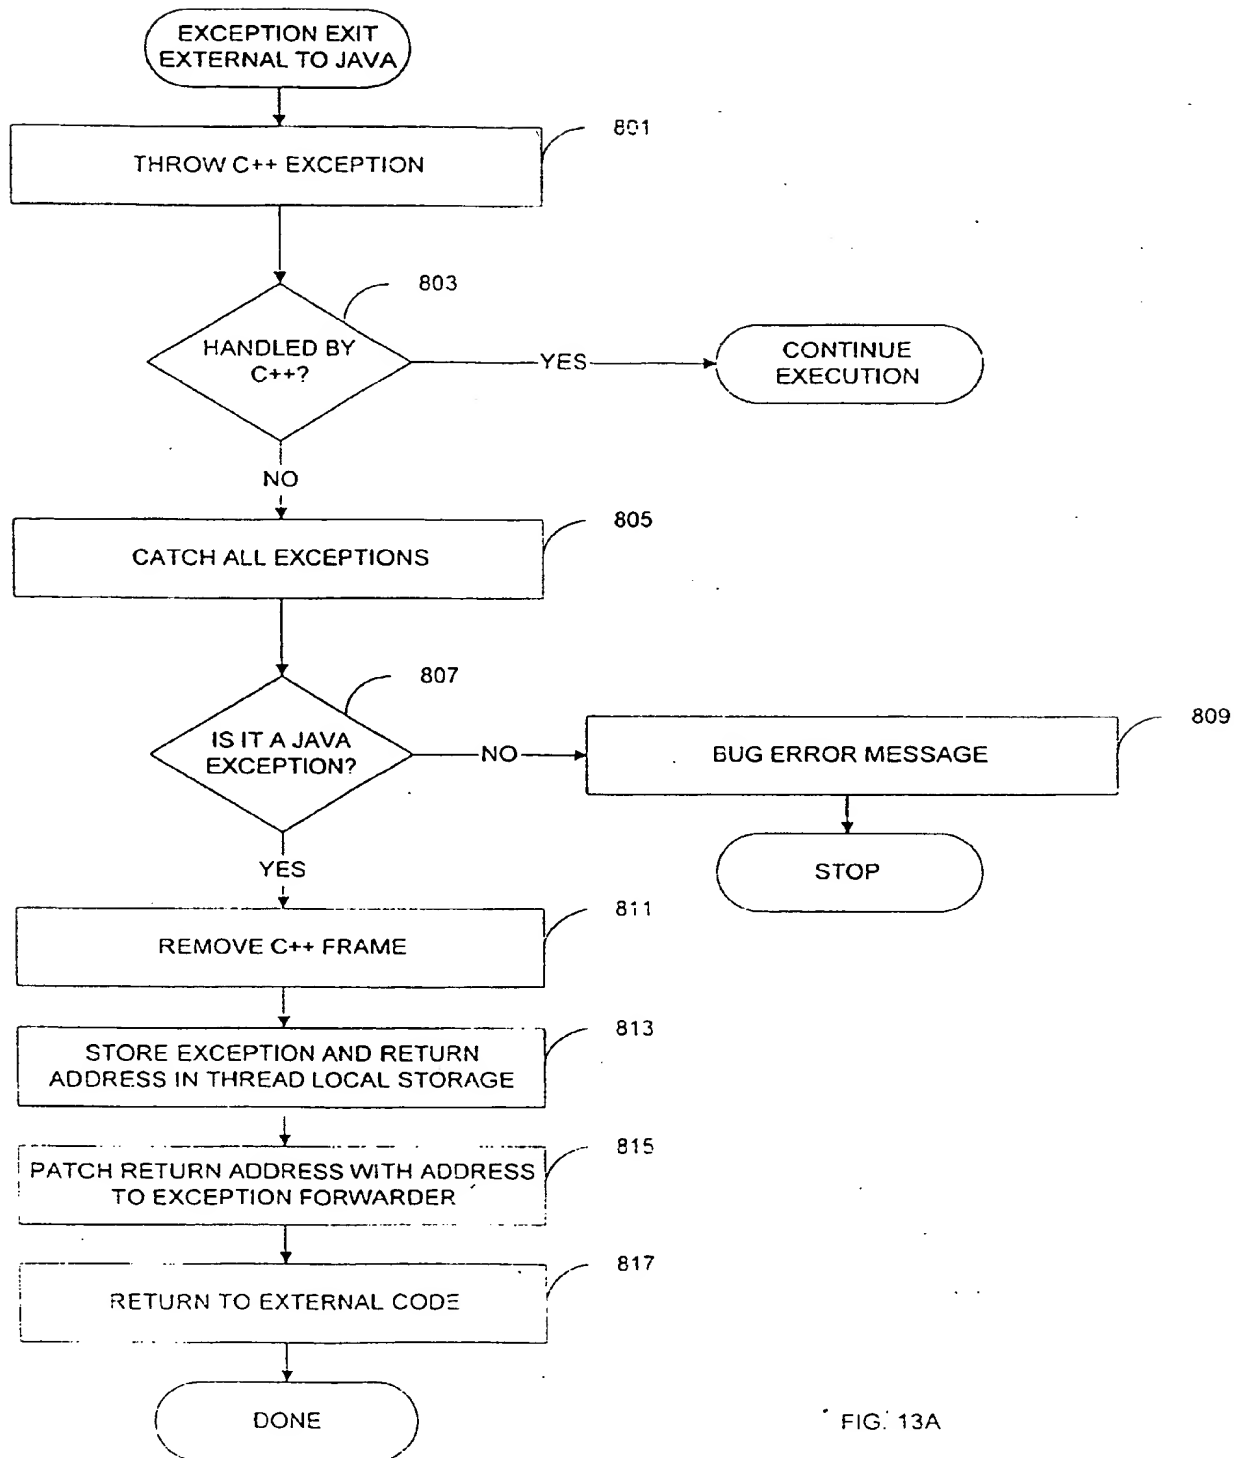 EXCEPTION EXIT
EXTERNAL TO JAVA
801
THROW C++ EXCEPTION
803
HANDLED BY
C++?
YES
CONTINUE
EXECUTION
NO
805
CATCH ALL EXCEPTIONS
807
IS IT A JAVA
EXCEPTION?
NO
809
BUG ERROR MESSAGE
STOP
YES
811
REMOVE C++ FRAME
813
STORE EXCEPTION AND RETURN
ADDRESS IN THREAD LOCAL STORAGE
815
PATCH RETURN ADDRESS WITH ADDRESS
TO EXCEPTION FORWARDER
817
RETURN TO EXTERNAL CODE
DONE
FIG. 13A